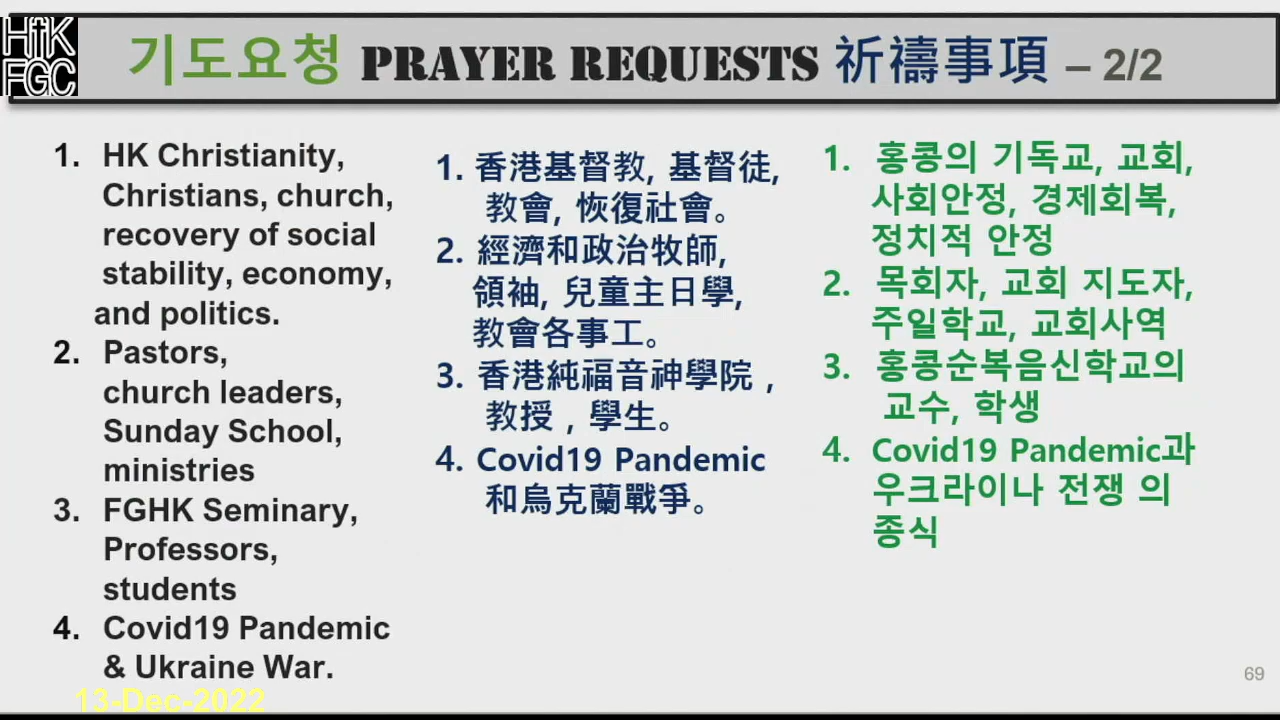 HK
FGC
기도요청 PRAYER REQUESTS 祈禱事項 – 2/2
1. HK Christianity,
Christians, church,
recovery of social
stability, economy,
and politics.
2. Pastors,
church leaders,
Sunday School,
ministries
3. FGHK Seminary,
Professors,
students
4. Covid19 Pandemic
& Ukraine War.
1. 香港基督教, 基督徒,
教會, 恢復社會。
2. 經濟和政治牧師,
領袖, 兒童主日學,
教會各事工。
3. 香港純福音神學院 ,
教授 , 學生。
4. Covid19 Pandemic
和烏克蘭戰爭。
1. 홍콩의 기독교, 교회,
사회안정, 경제회복,
정치적 안정
2. 목회자, 교회 지도자,
주일학교, 교회사역
3. 홍콩순복음신학교의
교수, 학생
4. Covid19 Pandemic과
우크라이나 전쟁 의
종식
13-Dec-2022
69